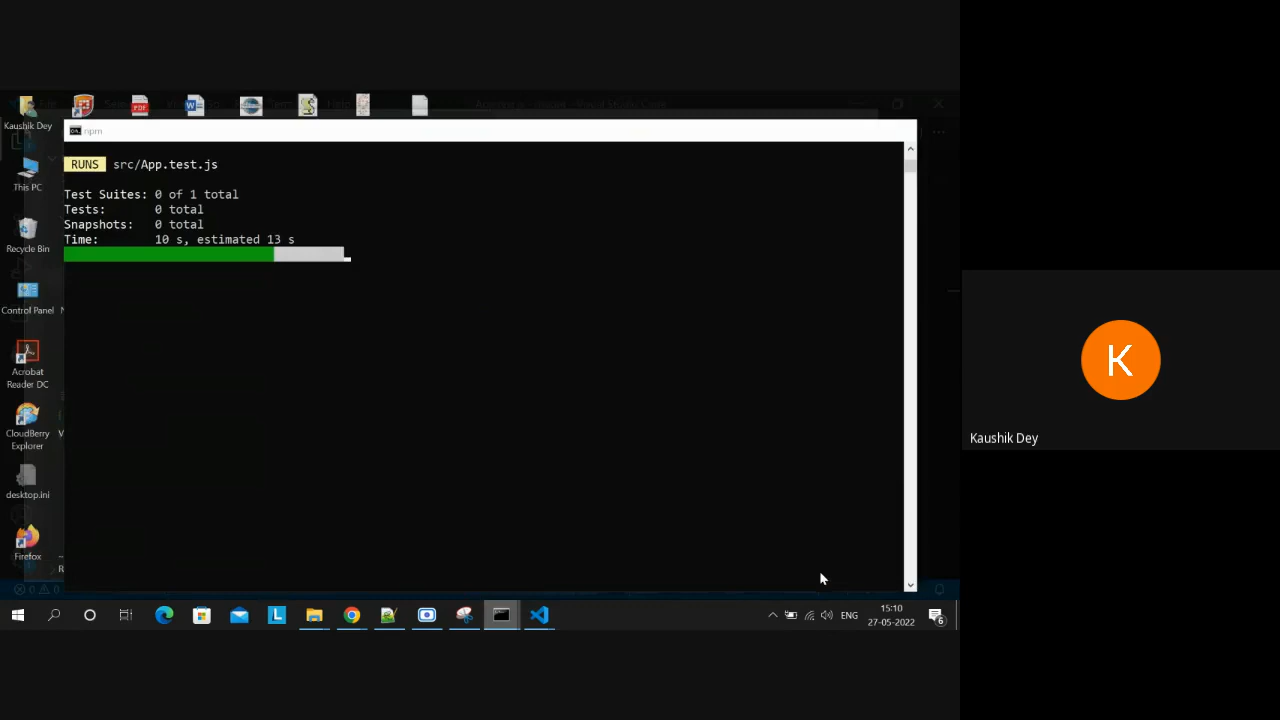 Kaushik Dey
This PC
Recycle Bin
Control Panel
Acrobat
Reader DC
CloudBerry
Explorer
desktop.ini
Firefox
npm
RUNS src/App.test.js
Test Suites: 0 of 1 total
Tests: 0 total
Snapshots: 0 total
Time: 10 s, estimated 13 s
ENG
15:10
27-05-2022
6
K
Kaushik Dey